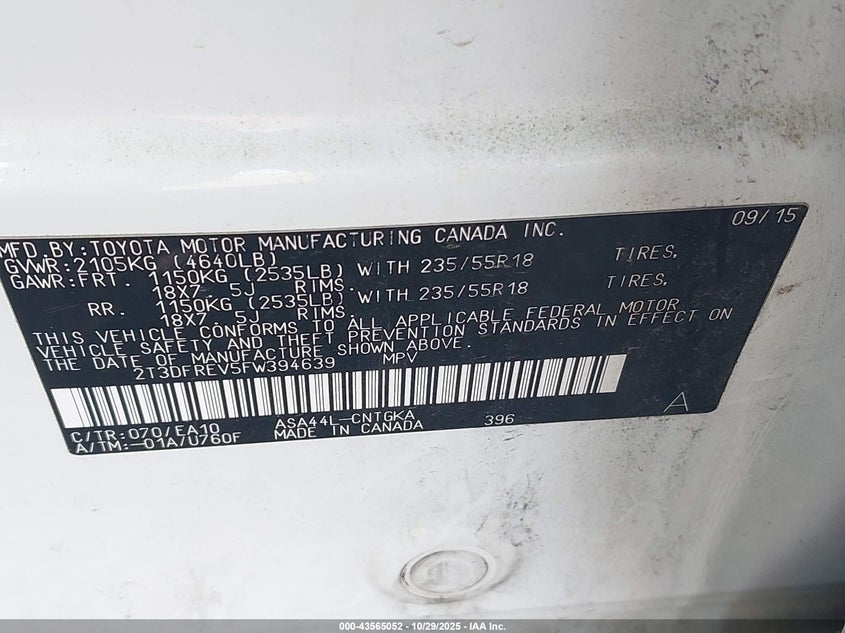 09/15
MFD.BY:TOYOTA MOTOR MANUFACTURING CANADA INC.
GVWR:2105KG (4640LB)
GAWR:FRT. 1150KG (2535LB) WITH 235/55R18 TIRES,
18X7 5J RIMS.
RR. 1150KG (2535LB) WITH 235/55R18 TIRES,
18X7 5J RIMS.
THIS VEHICLE CONFORMS TO ALL APPLICABLE FEDERAL MOTOR
VEHICLE SAFETY AND THEFT PREVENTION STANDARDS IN EFFECT ON
THE DATE OF MANUFACTURE SHOWN ABOVE.
2T3DFREV5FW394639 MPV
C/TR:070/EA10 ASA44L-CNTGKA 396 A
A/TM:-01A/U760F MADE IN CANADA
000-43565052 - 10/29/2025 - IAA Inc.